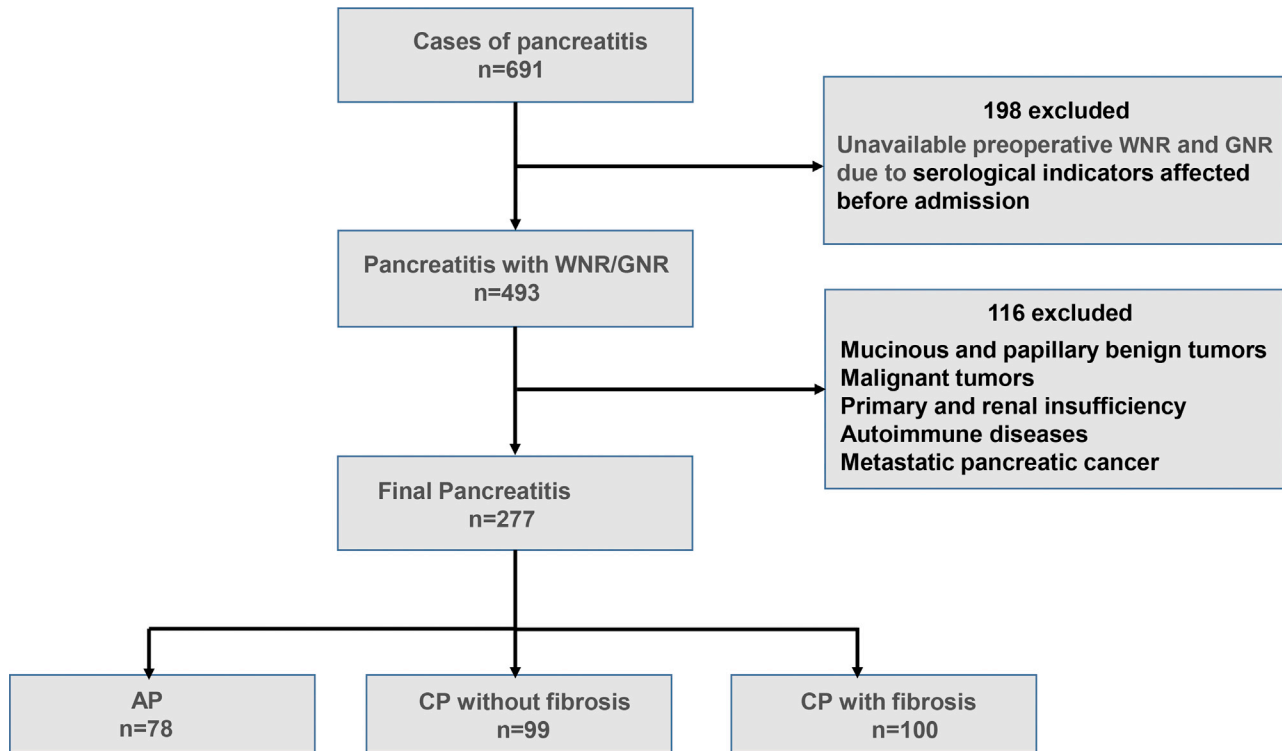 Cases of pancreatitis
n=691
198 excluded
Unavailable preoperative WNR and GNR
due to serological indicators affected
before admission
Pancreatitis with WNR/GNR
n=493
116 excluded
Mucinous and papillary benign tumors
Malignant tumors
Primary and renal insufficiency
Autoimmune diseases
Metastatic pancreatic cancer
Final Pancreatitis
n=277
AP
n=78
CP without fibrosis
n=99
CP with fibrosis
n=100